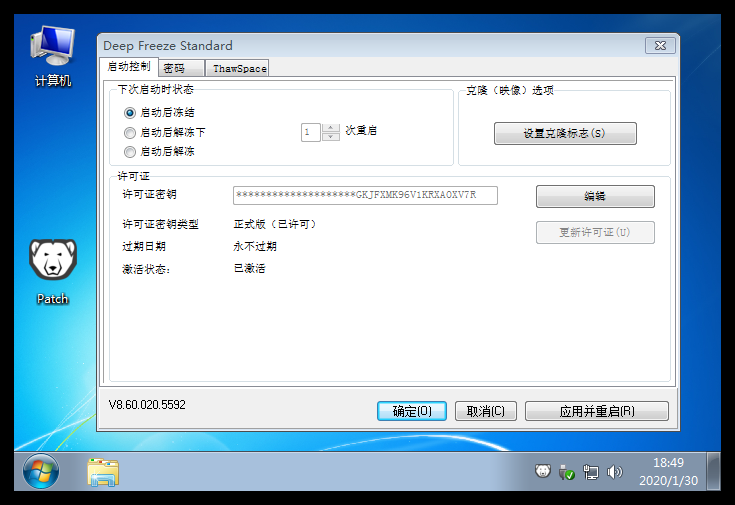 计算机
Patch
Deep Freeze Standard
启动控制 密码 ThawSpace
下次启动时状态
启动后冻结
启动后解冻下
1 次重启
启动后解冻
克隆（映像）选项
设置克隆标志(S)
许可证
许可证密钥 ********************GKJFXMK96V1KRXAOXV7R 编辑
许可证密钥类型 正式版（已许可） 更新许可证(U)
过期日期 永不过期
激活状态: 已激活
V8.60.020.5592 确定(O) 取消(C) 应用并重启(R)
18:49
2020/1/30